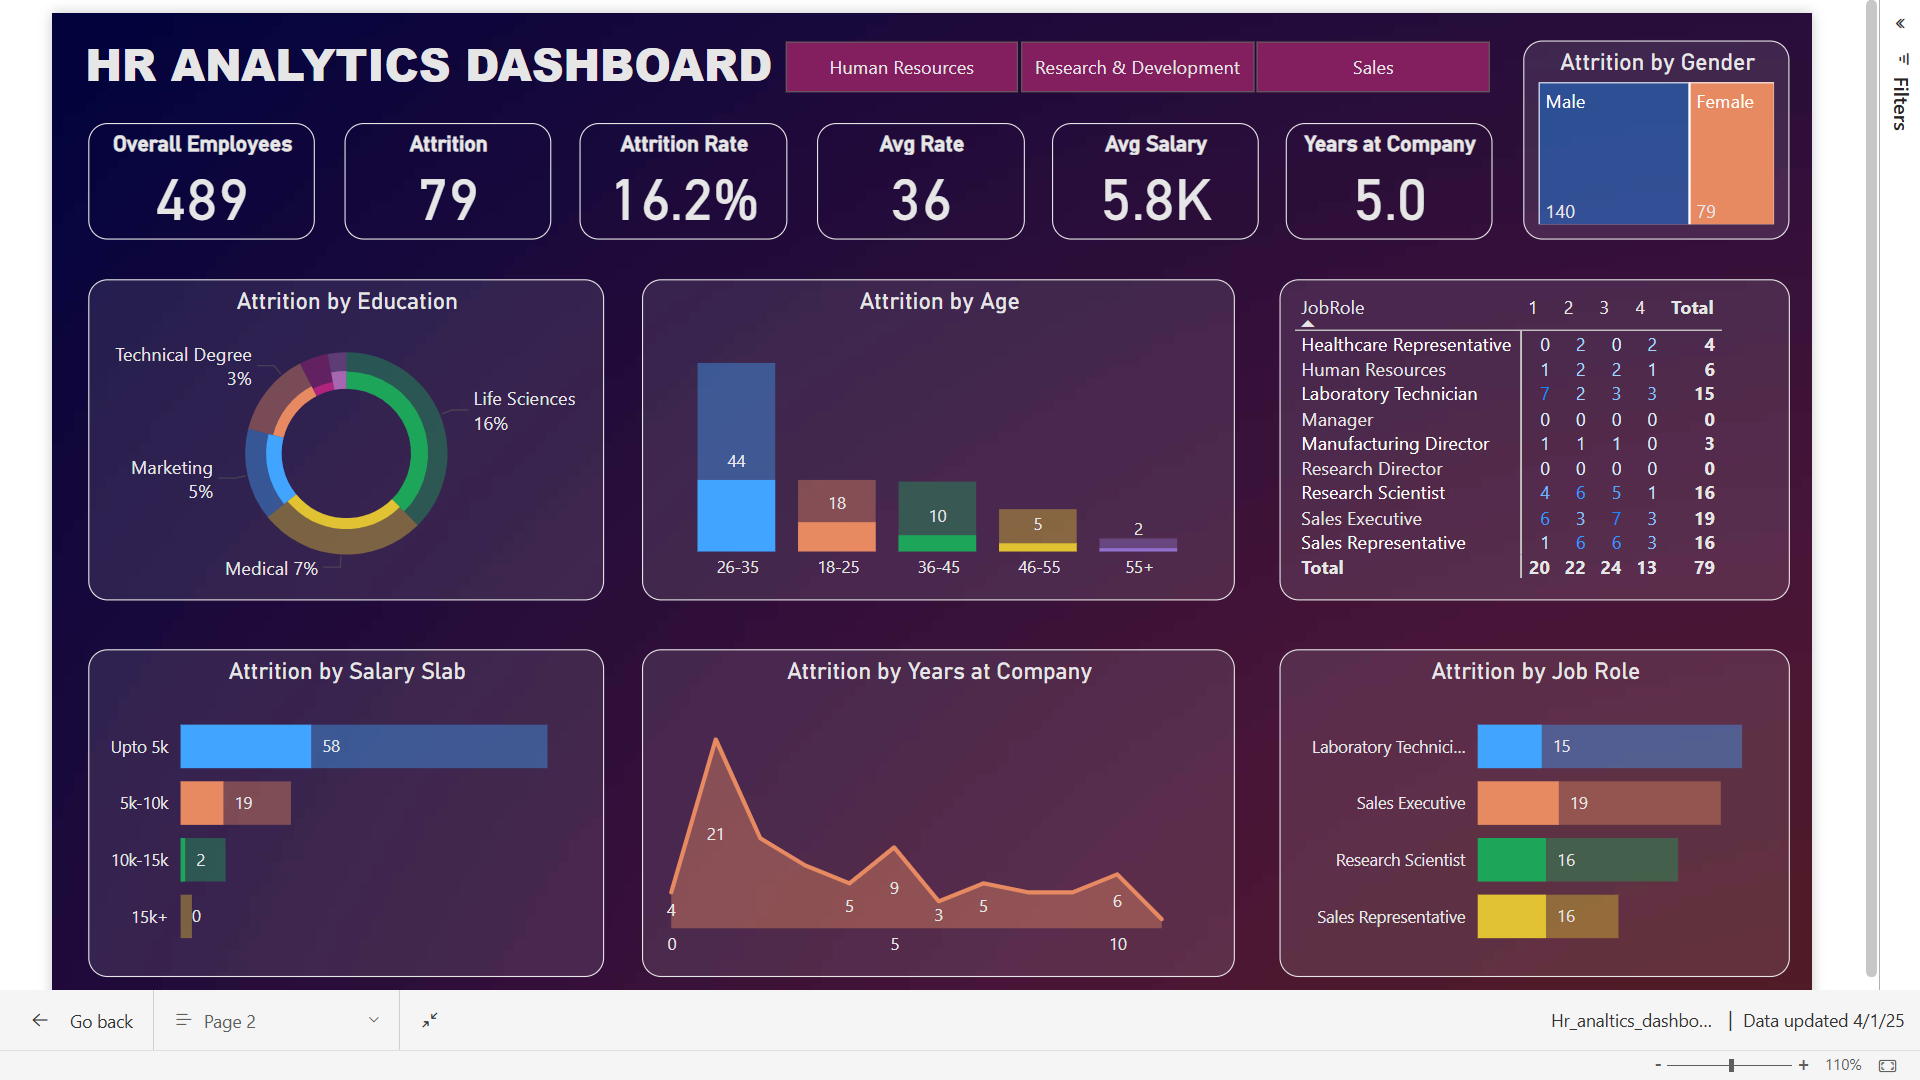 HR ANALYTICS DASHBOARD
Human Resources
Research & Development
Sales
Attrition by Gender
Male
Female
140
79
Filters
Overall Employees
489
Attrition
79
Attrition Rate
16.2%
Avg Rate
36
Avg Salary
5.8K
Years at Company
5.0
Attrition by Education
Technical Degree
3%
Life Sciences
16%
Marketing
5%
Medical 7%
Attrition by Age
44
18
10
5
2
26-35
18-25
36-45
46-55
55+
JobRole 1 2 3 4 Total
Healthcare Representative 0 2 0 2 4
Human Resources 1 2 2 1 6
Laboratory Technician 7 2 3 3 15
Manager 0 0 0 0 0
Manufacturing Director 1 1 1 0 3
Research Director 0 0 0 0 0
Research Scientist 4 6 5 1 16
Sales Executive 6 3 7 3 19
Sales Representative 1 6 6 3 16
Total 20 22 24 13 79
Attrition by Salary Slab
Upto 5k 58
5k-10k 19
10k-15k 2
15k+ 0
Attrition by Years at Company
21
4
5
9
3
5
6
0
5
10
Attrition by Job Role
Laboratory Technici... 15
Sales Executive 19
Research Scientist 16
Sales Representative 16
Go back
Page 2
Hr_analtics_dashbo... | Data updated 4/1/25
- + 110%